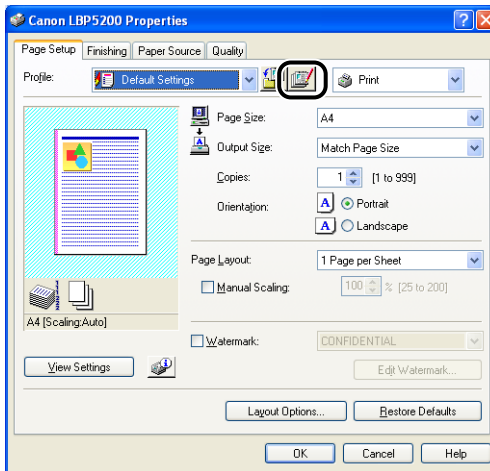 Canon LBP5200 Properties
Page Setup Finishing Paper Source Quality
Profile: Default Settings Print
Page Size: A4
Output Size: Match Page Size
Copies: 1 [1 to 999]
Orientation: A Portrait
A Landscape
Page Layout: 1 Page per Sheet
Manual Scaling: 100 % [25 to 200]
A4 [Scaling:Auto]
Watermark: CONFIDENTIAL
View Settings Edit Watermark...
Layout Options... Restore Defaults
OK Cancel Help